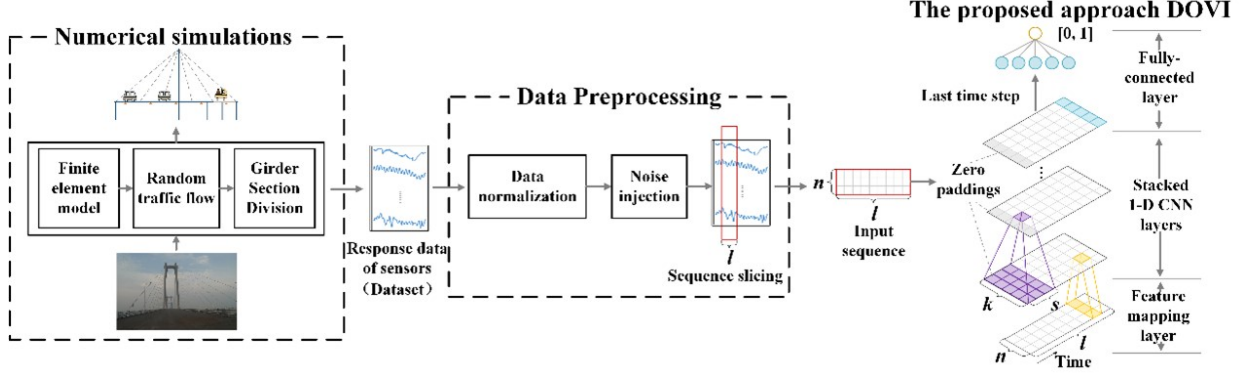 The proposed approach DOVI
Numerical simulations
Finite
element
model
Random
traffic flow
Girder
Section
Division
Response data
of sensors
（Dataset）
Data Preprocessing
Data
normalization
Noise
injection
l
Sequence slicing
n
l
Input
sequence
[0, 1]
Last time step
Zero
paddings
k
s
n
l
Time
Fully-
connected
layer
Stacked
1-D CNN
layers
Feature
mapping
layer